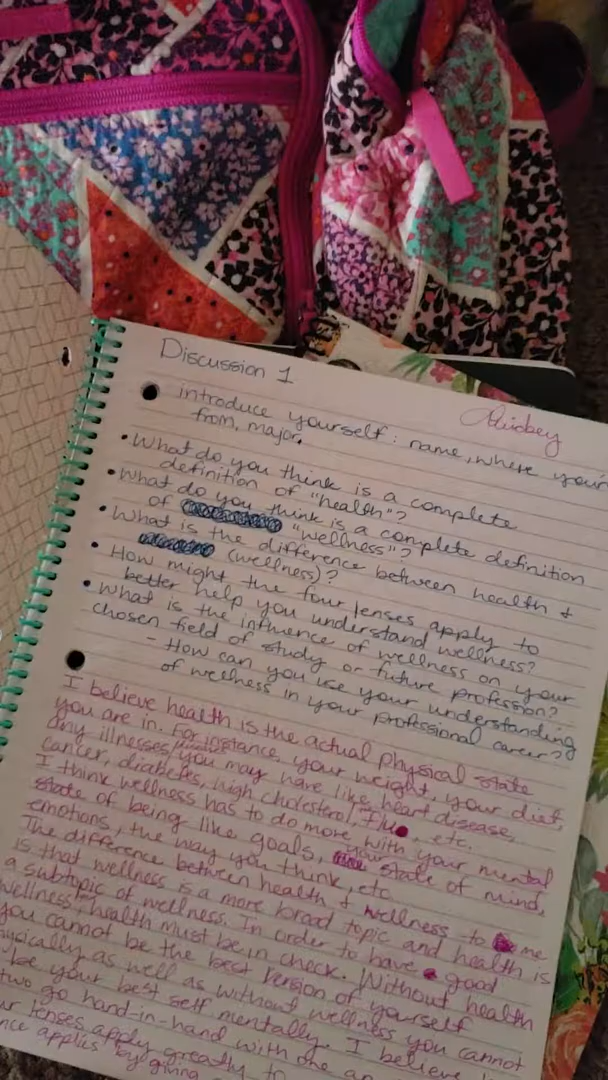 Discussion 1
introduce yourself: name, where your
from, major.
• What do you think is a complete
definition of "health"?
• What do you think is a complete definition
of "wellness"?
• What is the difference between health +
(wellness)?
• How might the four lenses apply to
better help you understand wellness?
• What is the influence of wellness on your
chosen field of study or future profession?
- How can you use your understanding
of wellness in your professional career?
I believe health is the actual physical state
you are in. For instance, your weight, your diet,
any illnesses you may have like, heart disease,
cancer, diabetes, high cholesterol, flu, etc.
I think wellness has to do more with your mental
state of being like goals, your state of mind,
emotions, the way you think, etc.
The difference between health + wellness to me
is that wellness is a more broad topic and health is
a subtopic of wellness. In order to have good
wellness, health must be in check. Without health
you cannot be the best version of yourself
physically as well as without wellness you cannot
be your best self mentally. I believe
two go hand-in-hand with one
lenses apply greatly to
applies by giving